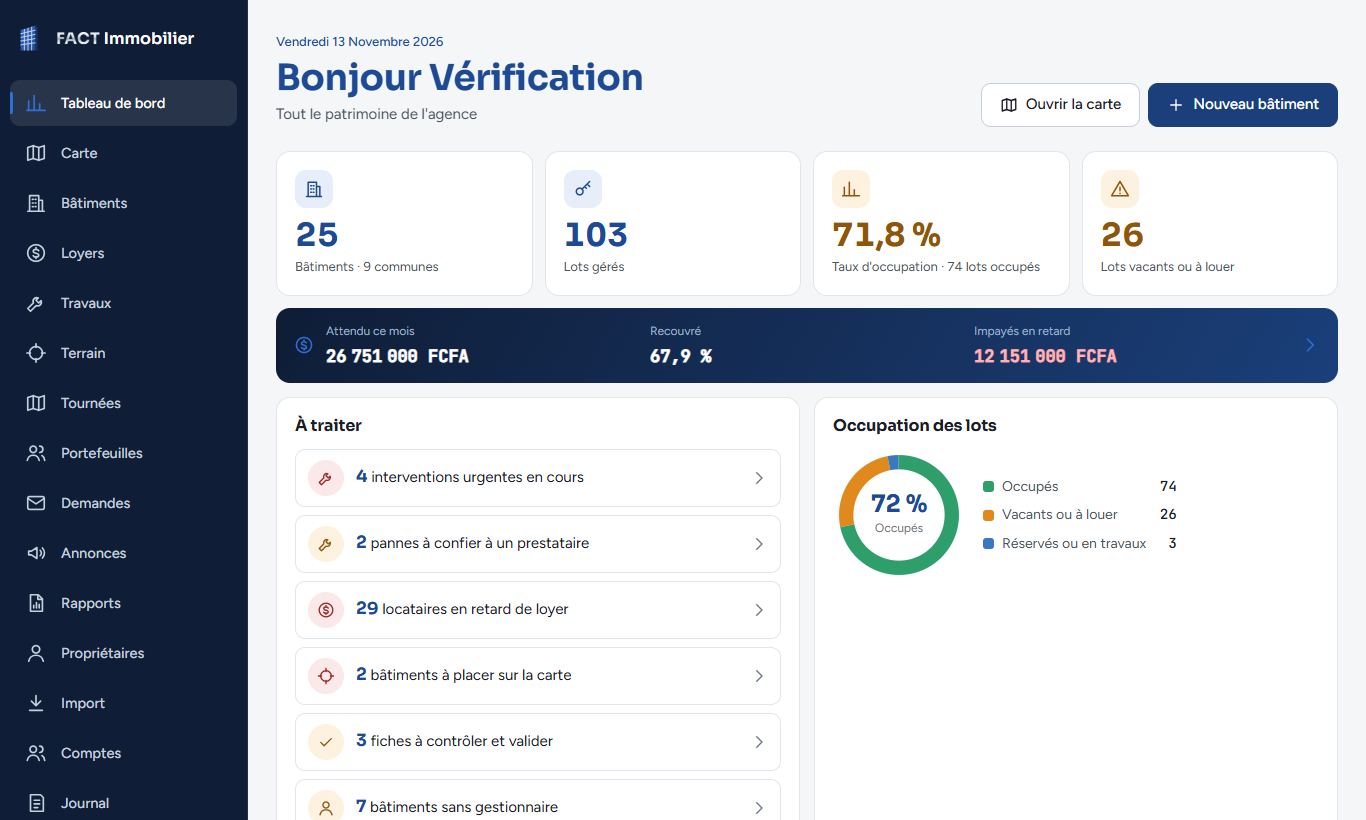 FACT Immobilier
Tableau de bord
Carte
Bâtiments
Loyers
Travaux
Terrain
Tournées
Portefeuilles
Demandes
Annonces
Rapports
Propriétaires
Import
Comptes
Journal
Vendredi 13 Novembre 2026
Bonjour Vérification
Tout le patrimoine de l'agence
Ouvrir la carte
Nouveau bâtiment
25
Bâtiments · 9 communes
103
Lots gérés
71,8 %
Taux d'occupation · 74 lots occupés
26
Lots vacants ou à louer
Attendu ce mois
26 751 000 FCFA
Recouvré
67,9 %
Impayés en retard
12 151 000 FCFA
À traiter
4 interventions urgentes en cours
2 pannes à confier à un prestataire
29 locataires en retard de loyer
2 bâtiments à placer sur la carte
3 fiches à contrôler et valider
7 bâtiments sans gestionnaire
Occupation des lots
72 %
Occupés
Occupés 74
Vacants ou à louer 26
Réservés ou en travaux 3